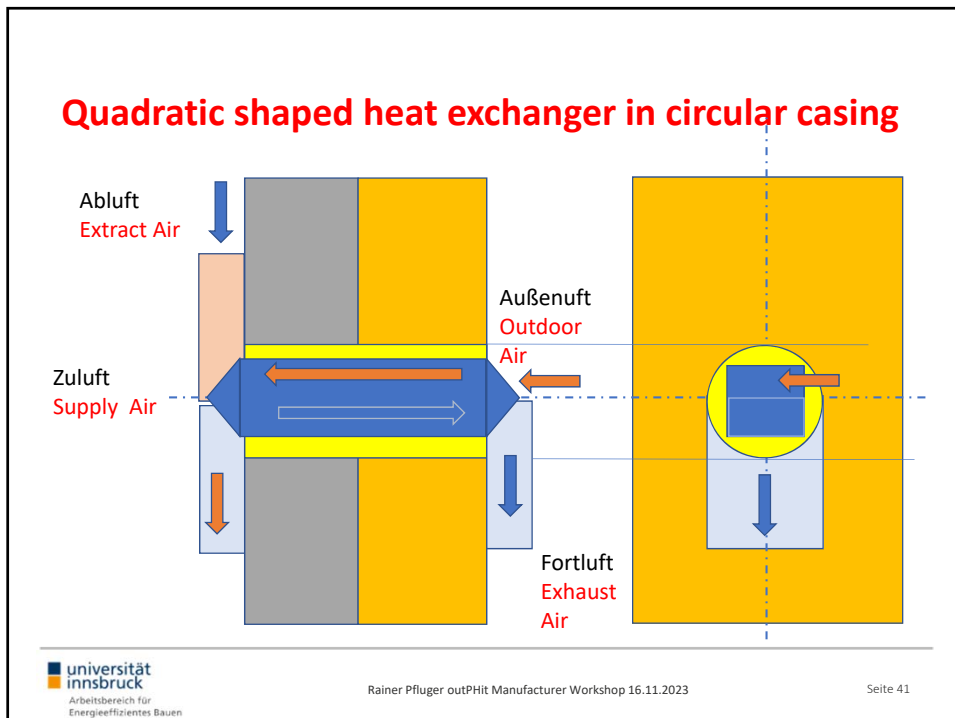 Quadratic shaped heat exchanger in circular casing
Abluft
Extract Air
Außenuft
Outdoor
Air
Zuluft
Supply Air
Fortluft
Exhaust
Air
universität
innsbruck
Arbeitsbereich für
Energieeffizientes Bauen
Rainer Pfluger outPHit Manufacturer Workshop 16.11.2023
Seite 41